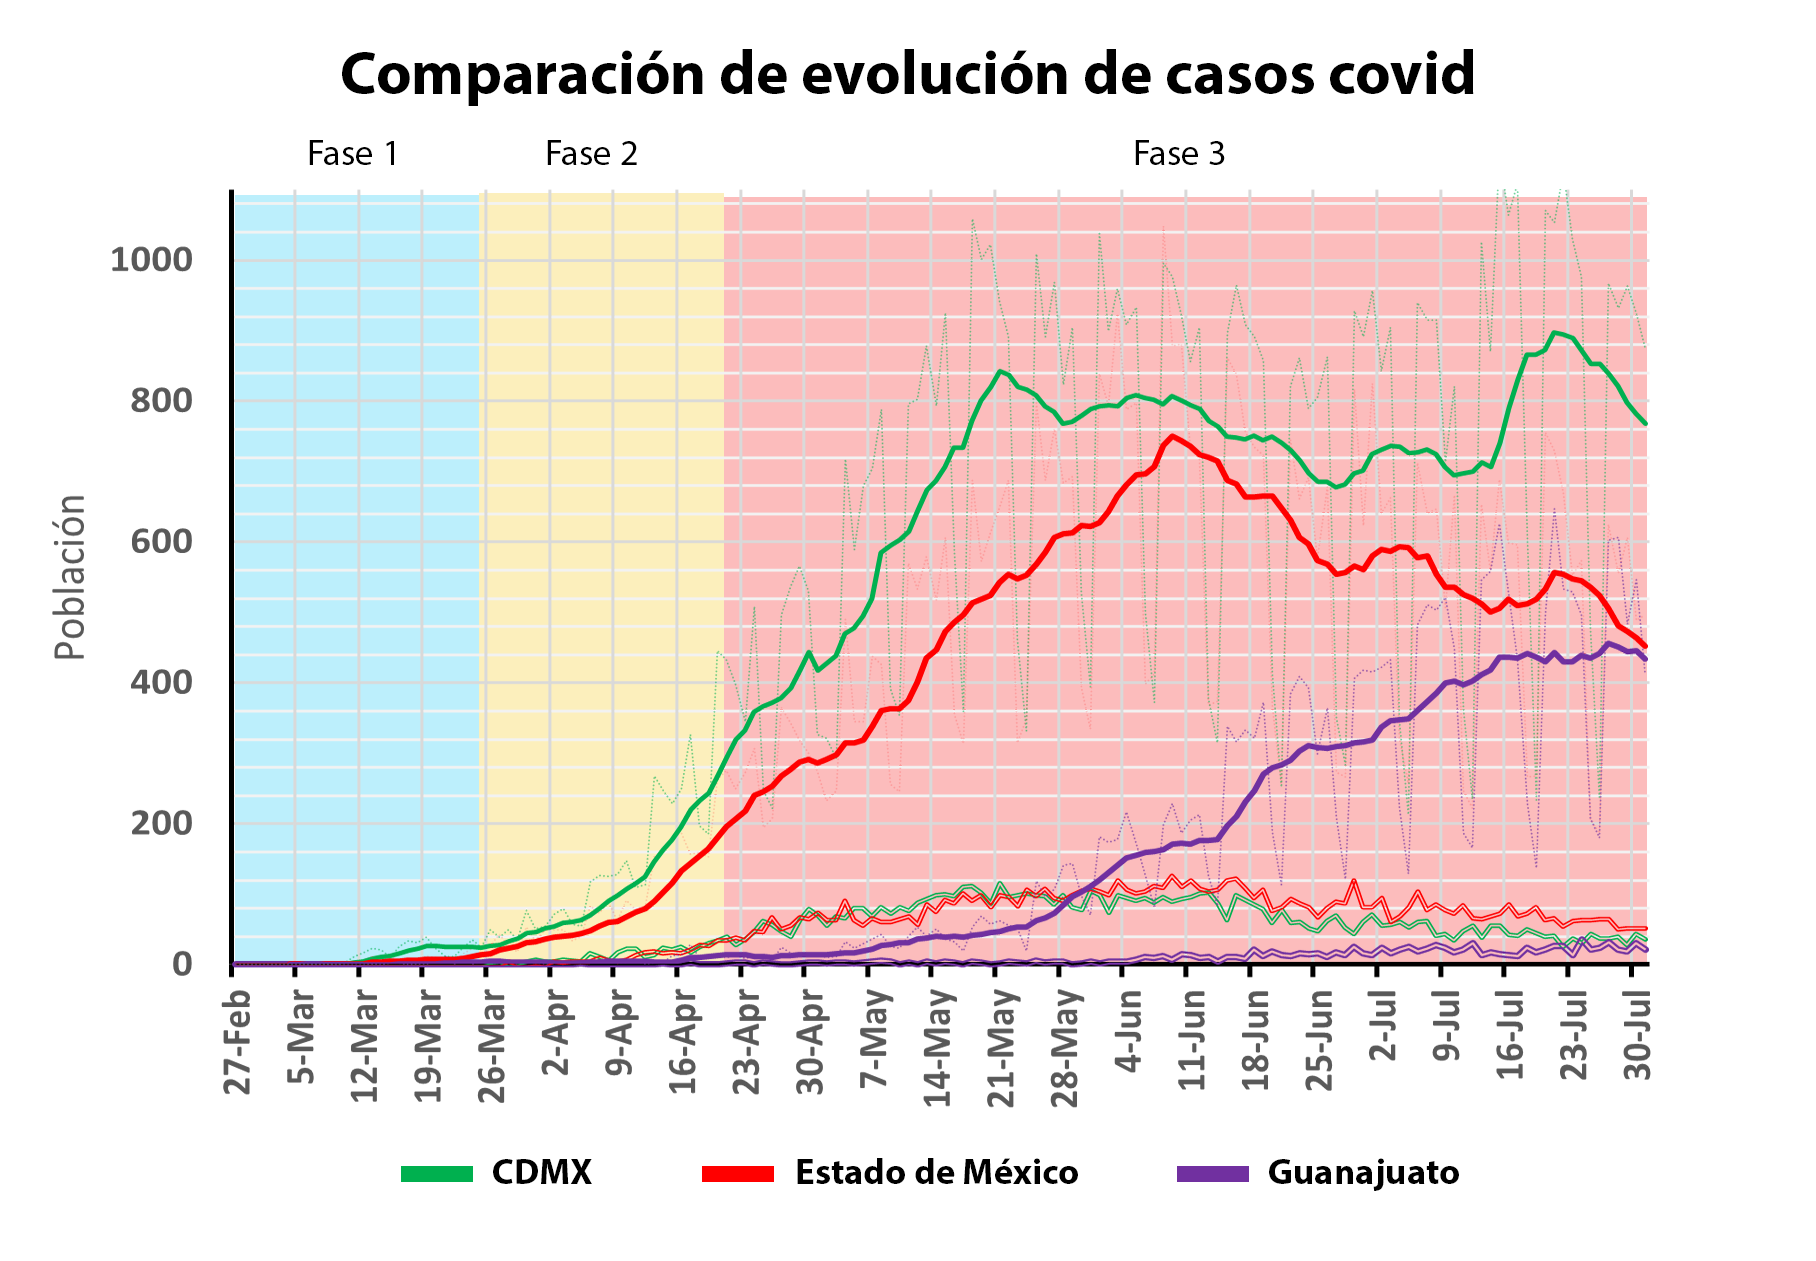 Comparación de evolución de casos covid
Fase 1 Fase 2 Fase 3
1000
800
600
400
200
0
Población
27-Feb 5-Mar 12-Mar 19-Mar 26-Mar 2-Apr 9-Apr 16-Apr 23-Apr 30-Apr 7-May 14-May 21-May 28-May 4-Jun 11-Jun 18-Jun 25-Jun 2-Jul 9-Jul 16-Jul 23-Jul 30-Jul
CDMX Estado de México Guanajuato